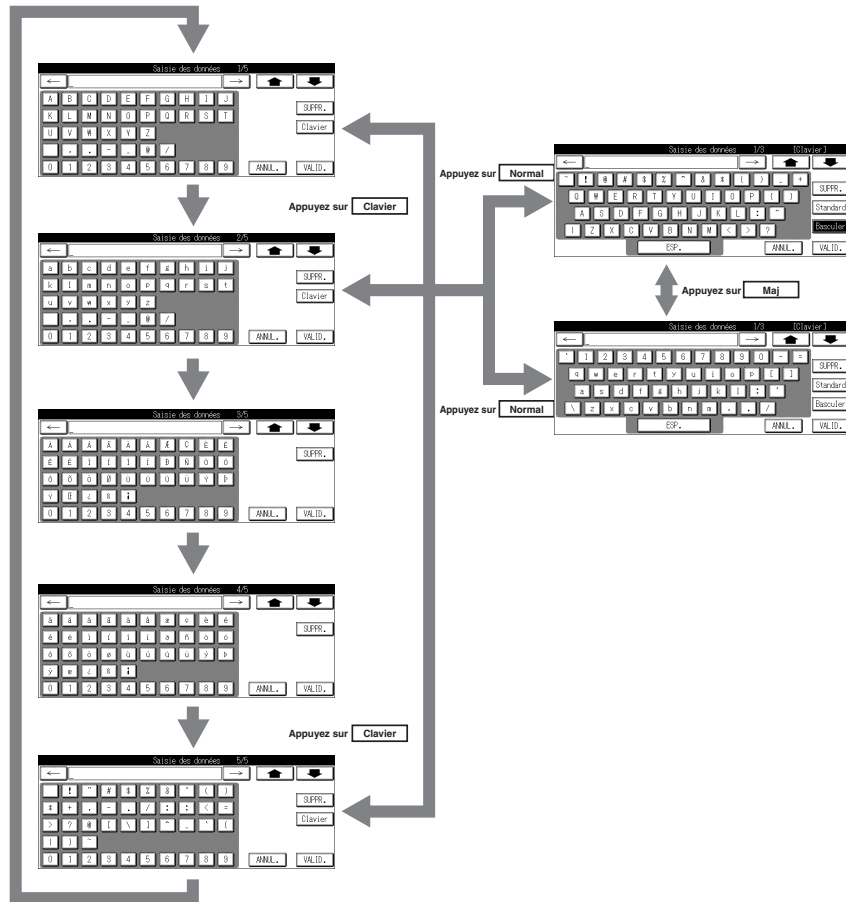 Saisie des données 1/5
← _ →
A B C D E F G H I J
K L M N O P Q R S T SUPPR.
U V W X Y Z Clavier
, . - _ @ /
0 1 2 3 4 5 6 7 8 9 ANNUL. VALID.
Appuyez sur Clavier
Saisie des données 2/5
← _ →
a b c d e f g h i j
k l m n o p q r s t SUPPR.
u v w x y z Clavier
, . - _ @ /
0 1 2 3 4 5 6 7 8 9 ANNUL. VALID.
Saisie des données 3/5
← _ →
SUPPR.
0 1 2 3 4 5 6 7 8 9 ANNUL. VALID.
Saisie des données 4/5
← _ →
SUPPR.
0 1 2 3 4 5 6 7 8 9 ANNUL. VALID.
Appuyez sur Clavier
Saisie des données 5/5
← _ →
! " # $ % & ' ( )
* + , - . / : ; < = SUPPR.
> ? @ [ \ ] ^ _ ` {
| } ~ Clavier
0 1 2 3 4 5 6 7 8 9 ANNUL. VALID.
Appuyez sur Normal
Saisie des données 1/3 [Clavier]
← _ →
~ ! @ # $ % ^ & * ( ) _ + SUPPR.
Q W E R T Y U I O P { } Standard
A S D F G H J K L : " Basculer
| Z X C V B N M < > ?
ESP. ANNUL. VALID.
Appuyez sur Maj
Saisie des données 1/3 [Clavier]
← _ →
` 1 2 3 4 5 6 7 8 9 0 - = SUPPR.
q w e r t y u i o p [ ] Standard
a s d f g h j k l ; ' Basculer
\ z x c v b n m , . /
ESP. ANNUL. VALID.
Appuyez sur Normal